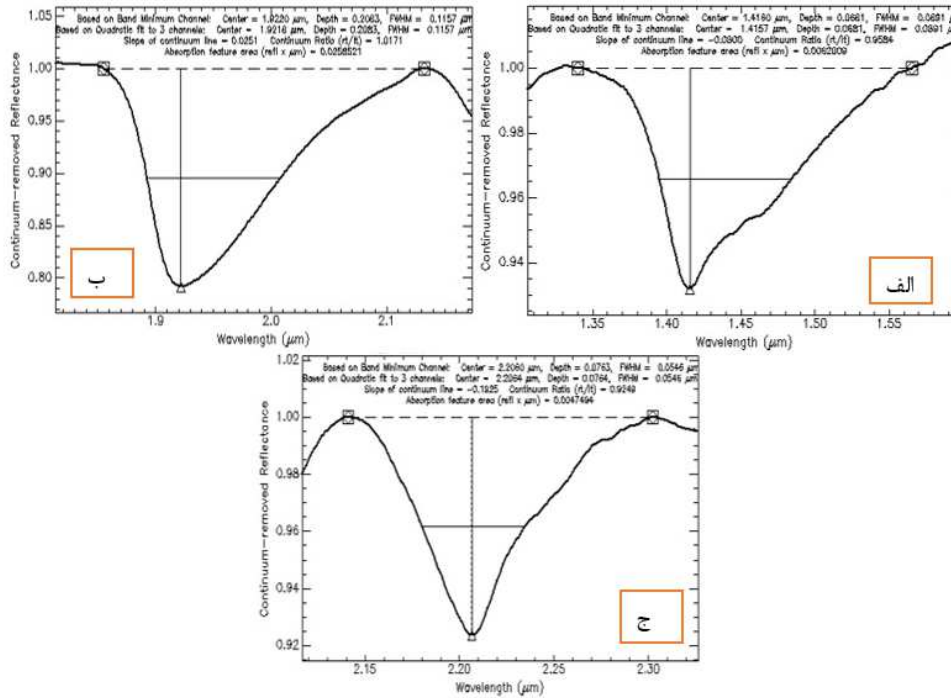 Based on Band Minimum Channel: Center = 1.9220 μm, Depth = 0.2083, FWHM = 0.1157 μm
Based on Quadratic fit to 3 channels: Center = 1.9216 μm, Depth = 0.2083, FWHM = 0.1157 μm
Slope of continuum line = 0.0251 Continuum Ratio (rt/lt) = 1.0171
Absorption feature area (refl x μm) =
1.05
1.00
0.95
0.90
0.85
0.80
Continuum-removed Reflectance
ب
1.9
2.0
2.1
Wavelength (μm)
Based on Band Minimum Channel: Center = 1.4160 μm, Depth = 0.0681, FWHM = 0.0891 μm
Based on Quadratic fit to 3 channels: Center = 1.4157 μm, Depth = 0.0681, FWHM = 0.0891 μm
Slope of continuum line = Continuum Ratio (rt/lt) = 0.9584
Absorption feature area (refl x μm) =
1.00
0.98
0.96
0.94
Continuum-removed Reflectance
الف
1.35
1.40
1.45
1.50
1.55
Wavelength (μm)
Based on Band Minimum Channel: Center = 2.2060 μm, Depth = 0.0763, FWHM = 0.0546 μm
Based on Quadratic fit to 3 channels: Center = 2.2064 μm, Depth = 0.0764, FWHM = 0.0546 μm
Slope of continuum line = -0.1925 Continuum Ratio (rt/lt) = 0.9249
Absorption feature area (refl x μm) = 0.0047494
1.02
1.00
0.98
0.96
0.94
0.92
Continuum-removed Reflectance
ج
2.15
2.20
2.25
2.30
Wavelength (μm)